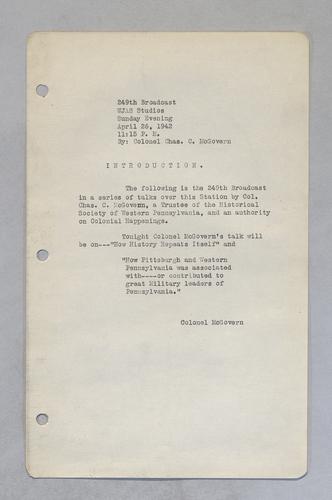 249th Broadcast
WJAS Studios
Sunday Evening
April 26, 1942
11:15 P. M.
By: Colonel Chas. C. McGovern
INTRODUCTION.
The following is the 249th Broadcast
in a series of talks over this Station by Col.
Chas. C. McGovern, a Trustee of the Historical
Society of Western Pennsylvania, and an authority
on Colonial Happenings.
Tonight Colonel McGovern's talk will
be on---"How History Repeats Itself" and
"How Pittsburgh and Western
Pennsylvania was associated
with----or contributed to
great Military leaders of
Pennsylvania."
Colonel McGovern